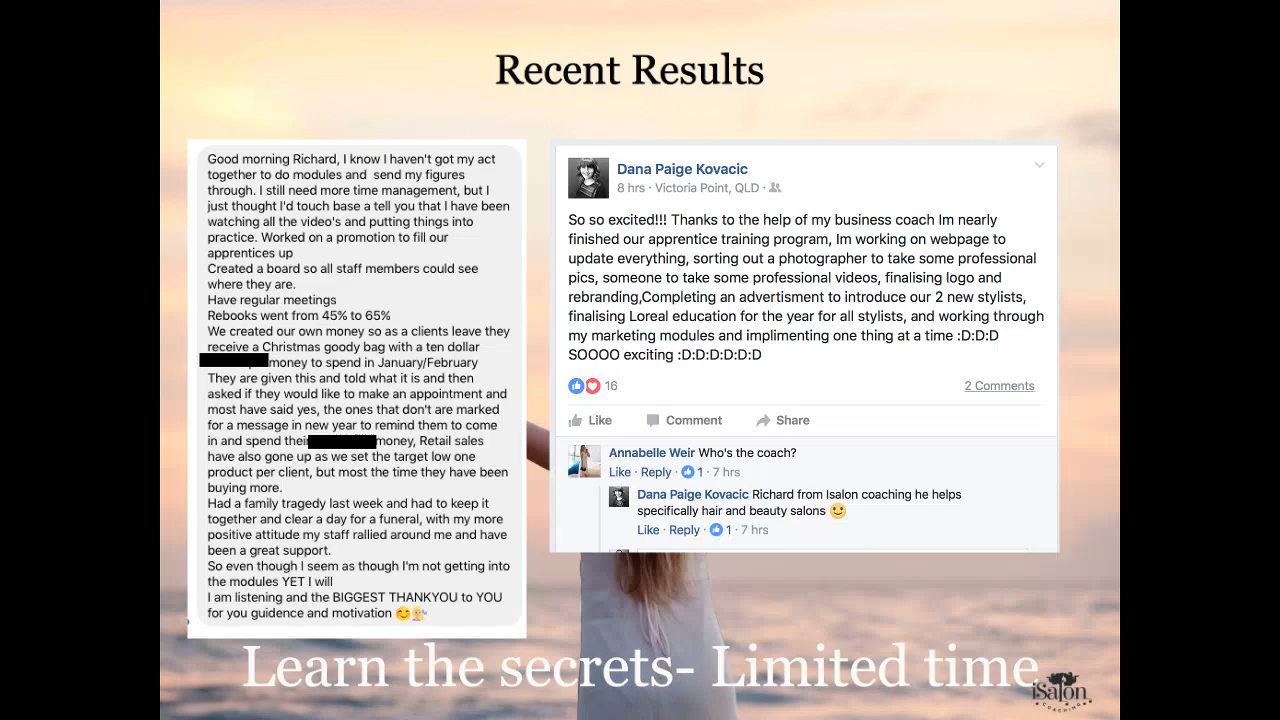 Recent Results
Good morning Richard, I know I haven't got my act
together to do modules and send my figures
through. I still need more time management, but I
just thought I'd touch base a tell you that I have been
watching all the video's and putting things into
practice. Worked on a promotion to fill our
apprentices up
Created a board so all staff members could see
where they are.
Have regular meetings
Rebooks went from 45% to 65%
We created our own money so as a clients leave they
receive a Christmas goody bag with a ten dollar
money to spend in January/February
They are given this and told what it is and then
asked if they would like to make an appointment and
most have said yes, the ones that don't are marked
for a message in new year to remind them to come
in and spend their money, Retail sales
have also gone up as we set the target low one
product per client, but most the time they have been
buying more.
Had a family tragedy last week and had to keep it
together and clear a day for a funeral, with my more
positive attitude my staff rallied around me and have
been a great support.
So even though I seem as though I'm not getting into
the modules YET I will
I am listening and the BIGGEST THANKYOU to YOU
for you guidence and motivation 😊💁🏼
Dana Paige Kovacic
8 hrs · Victoria Point, QLD ·
So so excited!!! Thanks to the help of my business coach Im nearly
finished our apprentice training program, Im working on webpage to
update everything, sorting out a photographer to take some professional
pics, someone to take some professional videos, finalising logo and
rebranding,Completing an advertisment to introduce our 2 new stylists,
finalising Loreal education for the year for all stylists, and working through
my marketing modules and implimenting one thing at a time :D:D:D
SOOOO exciting :D:D:D:D:D:D
16
2 Comments
Like Comment Share
Annabelle Weir Who's the coach?
Like · Reply · 1 · 7 hrs
Dana Paige Kovacic Richard from Isalon coaching he helps
specifically hair and beauty salons 🙂
Like · Reply · 1 · 7 hrs
Learn the secrets- Limited time
iSalon
COACHING